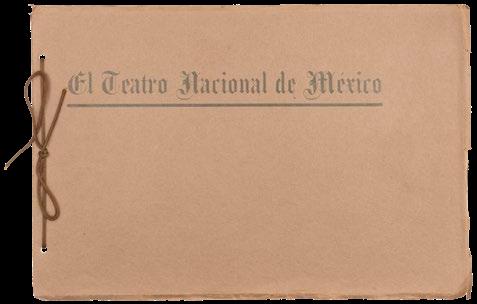 El Teatro Nacional de México